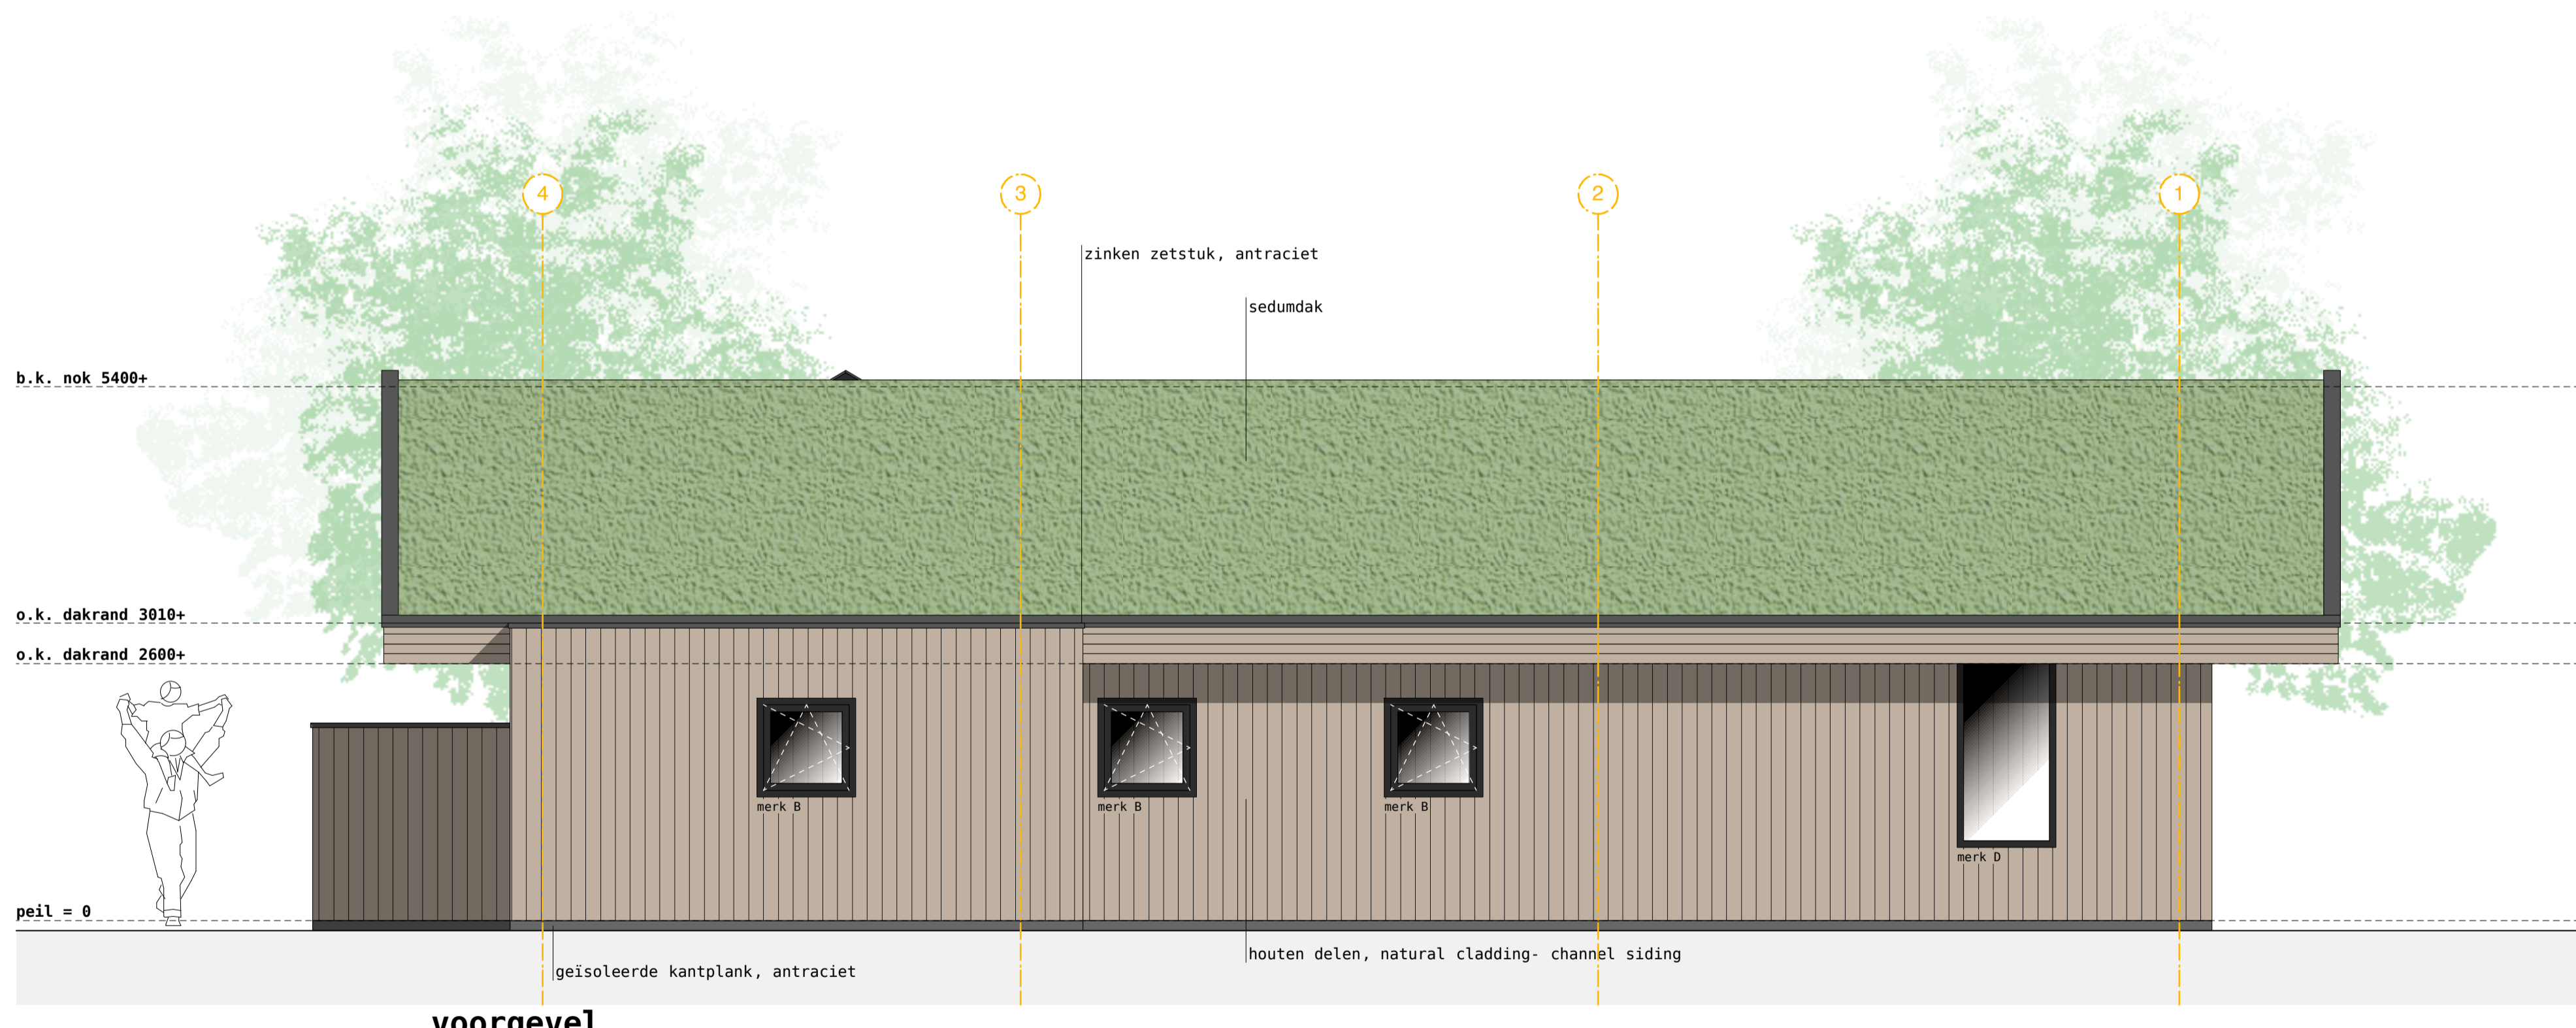 4
3
2
1
zinken zetstuk, antraciet
sedumdak
b.k. nok 5400+
o.k. dakrand 3010+
o.k. dakrand 2600+
merk B
merk B
merk B
merk D
peil = 0
houten delen, natural cladding- channel siding
geïsoleerde kantplank, antraciet
voorgevel